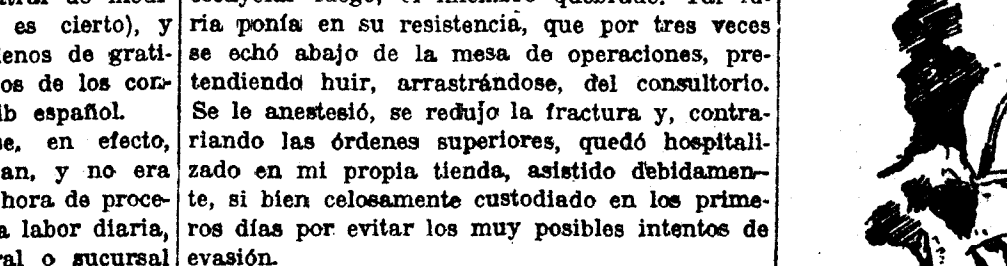 es cierto), y
enos de grati-
os de los con-
ib español.
se, en efecto,
an, y no era
hora de proce-
a labor diaria,
ral o sucursal
ría ponía en su resistencia, que por tres veces
se echó abajo de la mesa de operaciones, pre-
tendiendo huir, arrastrándose, del consultorio.
Se le anestesió, se redujo la fractura y, contra-
riando las órdenes superiores, quedó hospitali-
zado en mi propia tienda, asistido debidamen-
te, si bien celosamente custodiado en los prime-
ros días por evitar los muy posibles intentos de
evasión.